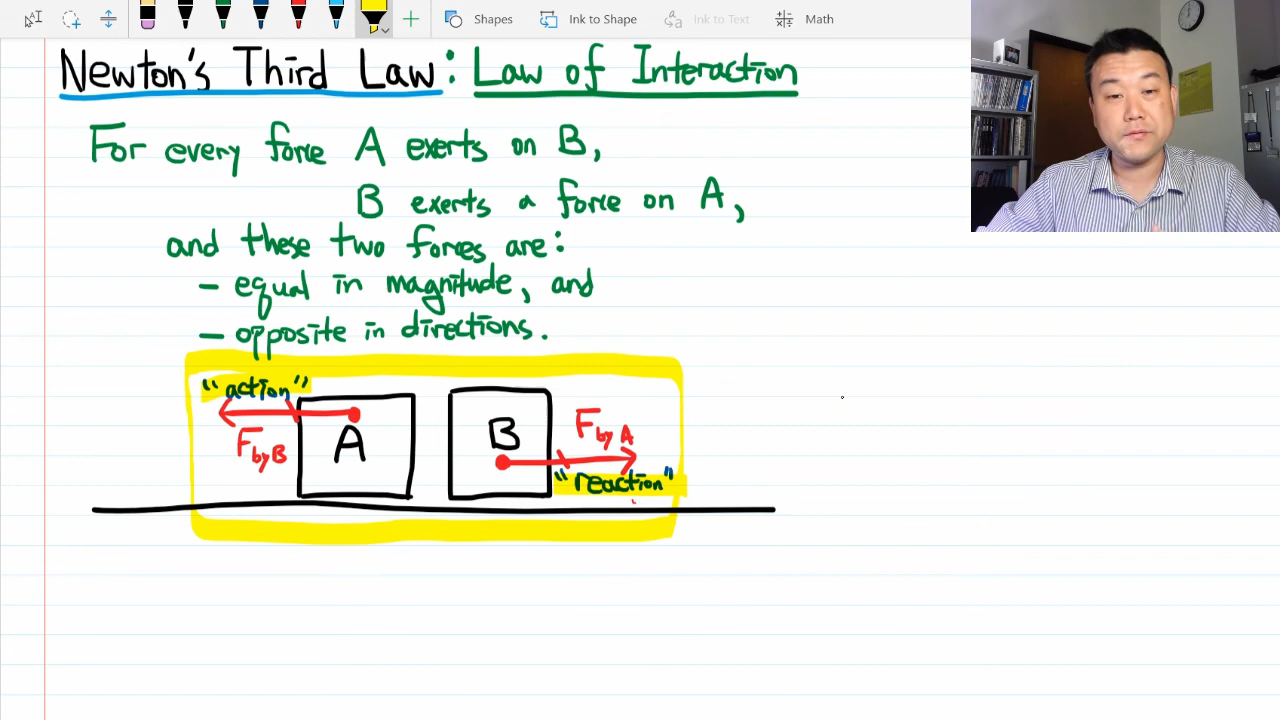 Shapes
Ink to Shape
Ink to Text
Math
Newton's Third Law: Law of Interaction
For every force A exerts on B,
B exerts a force on A,
and these two forces are:
- equal in magnitude, and
- opposite in directions.
"action"
F by B
A
B
F by A
"reaction"